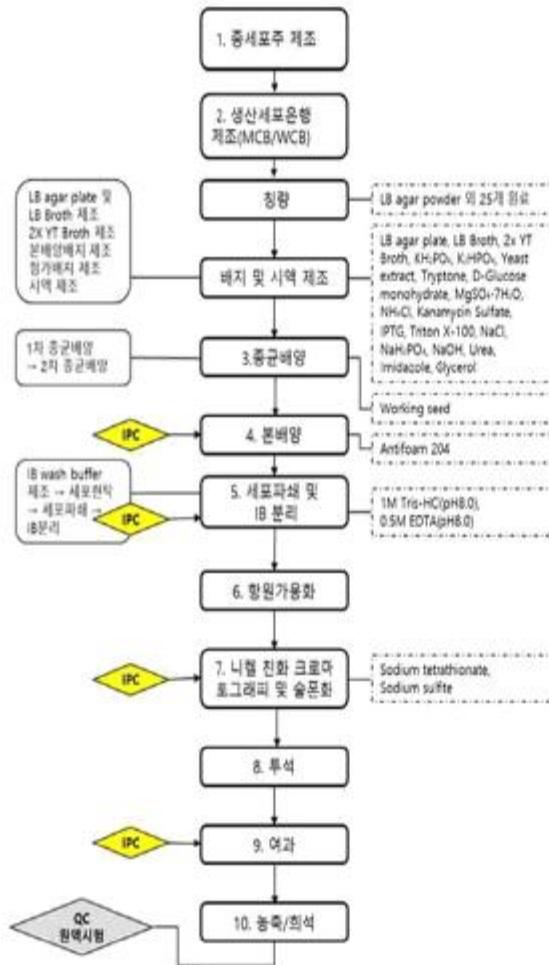 1. 종세포주 제조
2. 생산세포은행
제조(MCB/WCB)
칭량
LB agar powder 외 25개 원료
LB agar plate 및
LB Broth 제조
2X YT Broth 제조
본배양배지 제조
첨가배지 제조
시액 제조
배지 및 시액 제조
LB agar plate, LB Broth, 2x YT
Broth, KH₂PO₄, K₂HPO₄, Yeast
extract, Tryptone, D-Glucose
monohydrate, MgSO₄·7H₂O,
NH₄Cl, Kanamycin Sulfate,
IPTG, Triton X-100, NaCl,
NaH₂PO₄, NaOH, Urea,
Imidazole, Glycerol
1차 종균배양
→ 2차 종균배양
3.종균배양
Working seed
IPC
4. 본배양
Antifoam 204
IB wash buffer
제조 → 세포현탁
→ 세포파쇄 →
IB분리
IPC
5. 세포파쇄 및
IB 분리
1M Tris-HCl(pH8.0),
0.5M EDTA(pH8.0)
6. 항원가용화
IPC
7. 니켈 친화 크로마
토그래피 및 술폰화
Sodium tetrathionate,
Sodium sulfite
8. 투석
IPC
9. 여과
10. 농축/희석
QC
원액시험